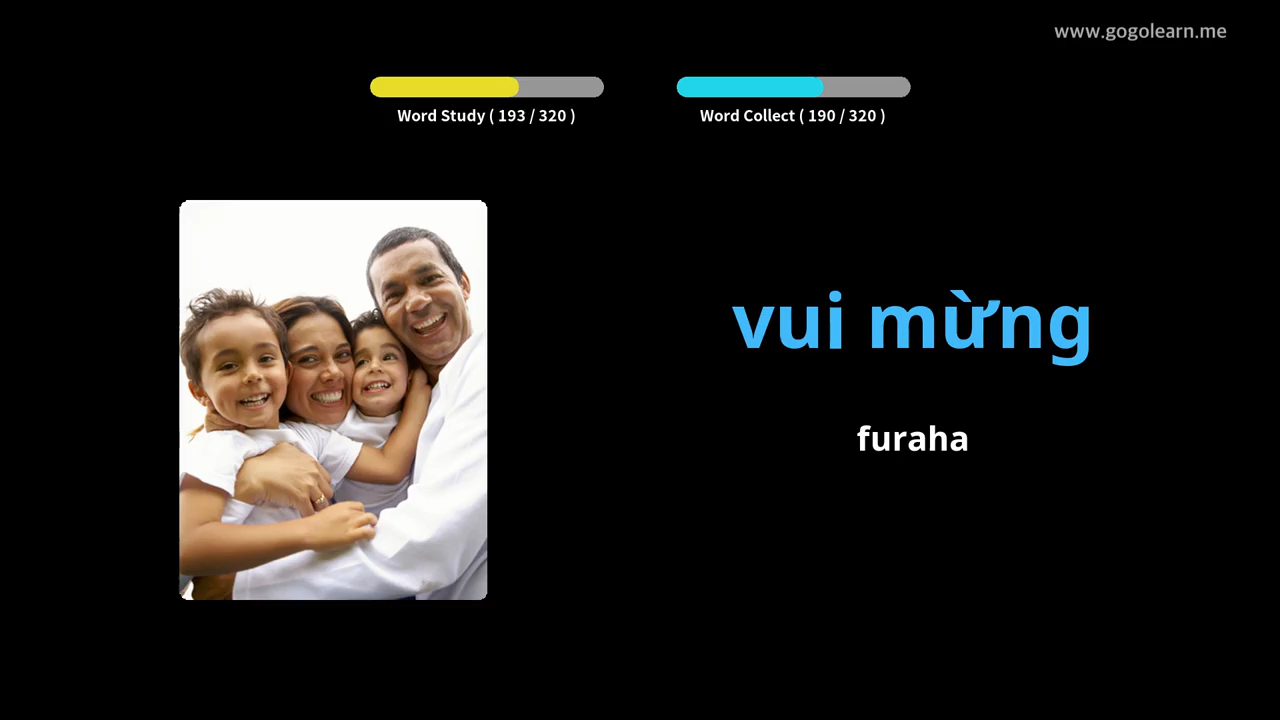 www.gogolearn.me
Word Study ( 193 / 320 )
Word Collect ( 190 / 320 )
vui mừng
furaha